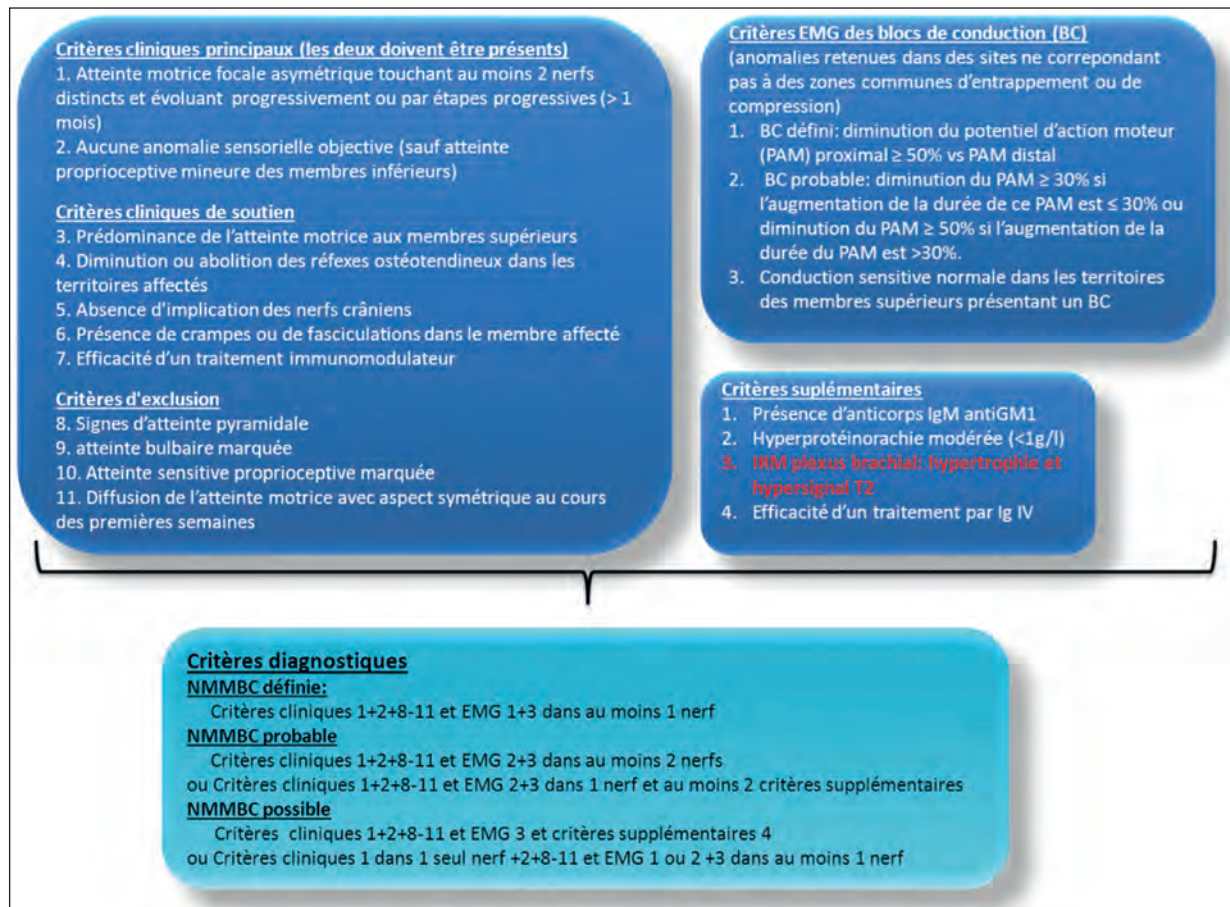 Critères cliniques principaux (les deux doivent être présents)
1. Atteinte motrice focale asymétrique touchant au moins 2 nerfs
distincts et évoluant progressivement ou par étapes progressives (> 1
mois)
2. Aucune anomalie sensorielle objective (sauf atteinte
proprioceptive mineure des membres inférieurs)
Critères cliniques de soutien
3. Prédominance de l'atteinte motrice aux membres supérieurs
4. Diminution ou abolition des réfexes ostéotendineux dans les
territoires affectés
5. Absence d'implication des nerfs crâniens
6. Présence de crampes ou de fasciculations dans le membre affecté
7. Efficacité d'un traitement immunomodulateur
Critères d'exclusion
8. Signes d'atteinte pyramidale
9. atteinte bulbaire marquée
10. Atteinte sensitive proprioceptive marquée
11. Diffusion de l'atteinte motrice avec aspect symétrique au cours
des premières semaines
Critères EMG des blocs de conduction (BC)
(anomalies retenues dans des sites ne correpondant
pas à des zones communes d'entrappement ou de
compression)
1. BC défini: diminution du potentiel d'action moteur
(PAM) proximal ≥ 50% vs PAM distal
2. BC probable: diminution du PAM ≥ 30% si
l'augmentation de la durée de ce PAM est ≤ 30% ou
diminution du PAM ≥ 50% si l'augmentation de la
durée du PAM est >30%.
3. Conduction sensitive normale dans les territoires
des membres supérieurs présentant un BC
Critères suplémentaires
1. Présence d'anticorps IgM antiGM1
2. Hyperprotéinorachie modérée (<1g/l)
3. IRM plexus brachial: hypertrophie et
hypersignal T2
4. Efficacité d'un traitement par Ig IV
Critères diagnostiques
NMMBC définie:
Critères cliniques 1+2+8-11 et EMG 1+3 dans au moins 1 nerf
NMMBC probable
Critères cliniques 1+2+8-11 et EMG 2+3 dans au moins 2 nerfs
ou Critères cliniques 1+2+8-11 et EMG 2+3 dans 1 nerf et au moins 2 critères supplémentaires
NMMBC possible
Critères cliniques 1+2+8-11 et EMG 3 et critères supplémentaires 4
ou Critères cliniques 1 dans 1 seul nerf +2+8-11 et EMG 1 ou 2 +3 dans au moins 1 nerf